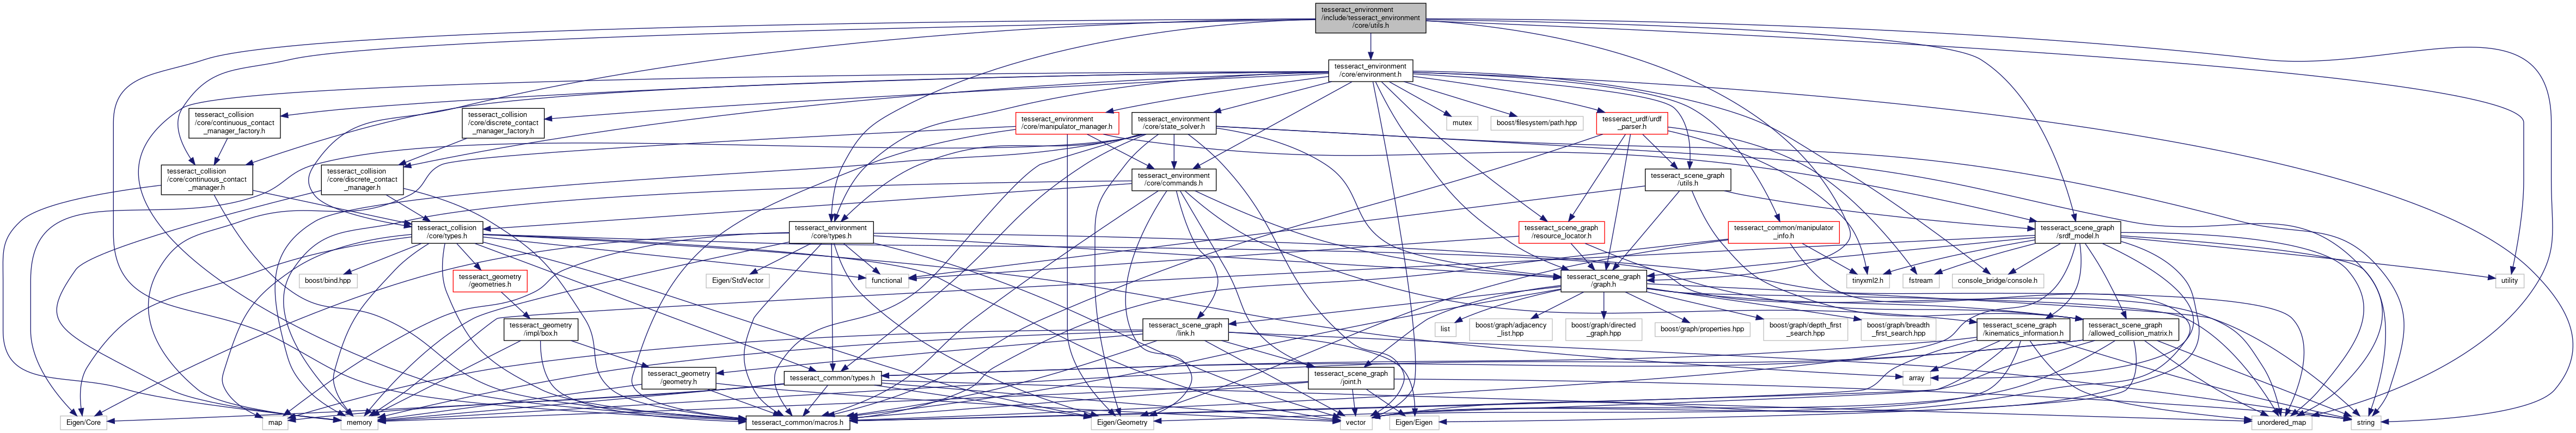 tesseract_environment
/include/tesseract_environment
/core/utils.h
tesseract_environment
/core/environment.h
tesseract_collision
/core/continuous_contact
_manager_factory.h
tesseract_collision
/core/discrete_contact
_manager_factory.h
tesseract_environment
/core/manipulator_manager.h
tesseract_environment
/core/state_solver.h
mutex
boost/filesystem/path.hpp
tesseract_urdf/urdf
_parser.h
tesseract_collision
/core/continuous_contact
_manager.h
tesseract_collision
/core/discrete_contact
_manager.h
tesseract_environment
/core/commands.h
tesseract_scene_graph
/utils.h
tesseract_collision
/core/types.h
tesseract_environment
/core/types.h
tesseract_scene_graph
/resource_locator.h
tesseract_common/manipulator
_info.h
tesseract_scene_graph
/srdf_model.h
boost/bind.hpp
tesseract_geometry
/geometries.h
Eigen/StdVector
functional
tesseract_scene_graph
/graph.h
tinyxml2.h
fstream
console_bridge/console.h
utility
tesseract_geometry
/impl/box.h
tesseract_scene_graph
/link.h
list
boost/graph/adjacency
_list.hpp
boost/graph/directed
_graph.hpp
boost/graph/properties.hpp
boost/graph/depth_first
_search.hpp
boost/graph/breadth
_first_search.hpp
tesseract_scene_graph
/kinematics_information.h
tesseract_scene_graph
/allowed_collision_matrix.h
tesseract_geometry
/geometry.h
tesseract_common/types.h
tesseract_scene_graph
/joint.h
array
Eigen/Core
map
memory
tesseract_common/macros.h
Eigen/Geometry
vector
Eigen/Eigen
unordered_map
string